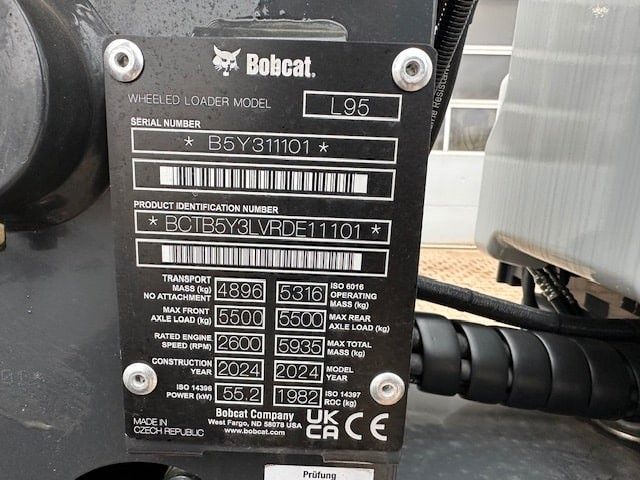 Bobcat.
WHEELED LOADER MODEL L95
SERIAL NUMBER
* B5Y311101 *
PRODUCT IDENTIFICATION NUMBER
* BCTB5Y3LVRDE11101 *
TRANSPORT MASS (kg) NO ATTACHMENT 4896 5316 ISO 6016 OPERATING MASS (kg)
MAX FRONT AXLE LOAD (kg) 5500 5500 MAX REAR AXLE LOAD (kg)
RATED ENGINE SPEED (RPM) 2600 5935 MAX TOTAL MASS (kg)
CONSTRUCTION YEAR 2024 2024 MODEL YEAR
ISO 14396 POWER (kW) 55.2 1982 ISO 14397 ROC (kg)
MADE IN
CZECH REPUBLIC
Bobcat Company
West Fargo, ND 58078 USA
www.bobcat.com
UK
CA CE
Prüfung